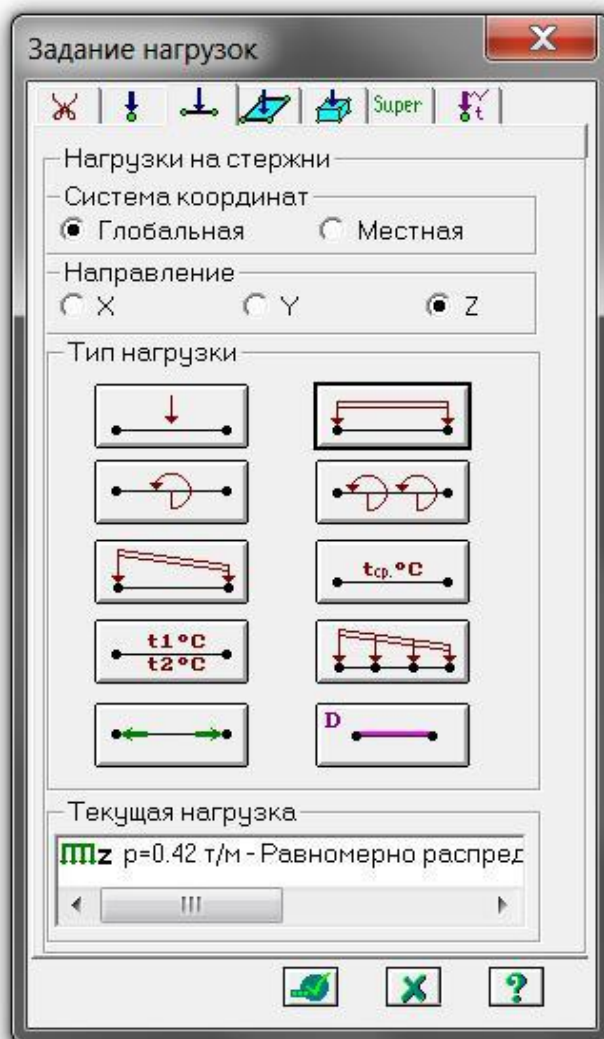 Задание нагрузок
X
Super
t
Нагрузки на стержни
Система координат
Глобальная Местная
Направление
X Y Z
Тип нагрузки
tср.°C
t1°C
t2°C
D
Текущая нагрузка
z p=0.42 т/м - Равномерно распред
?